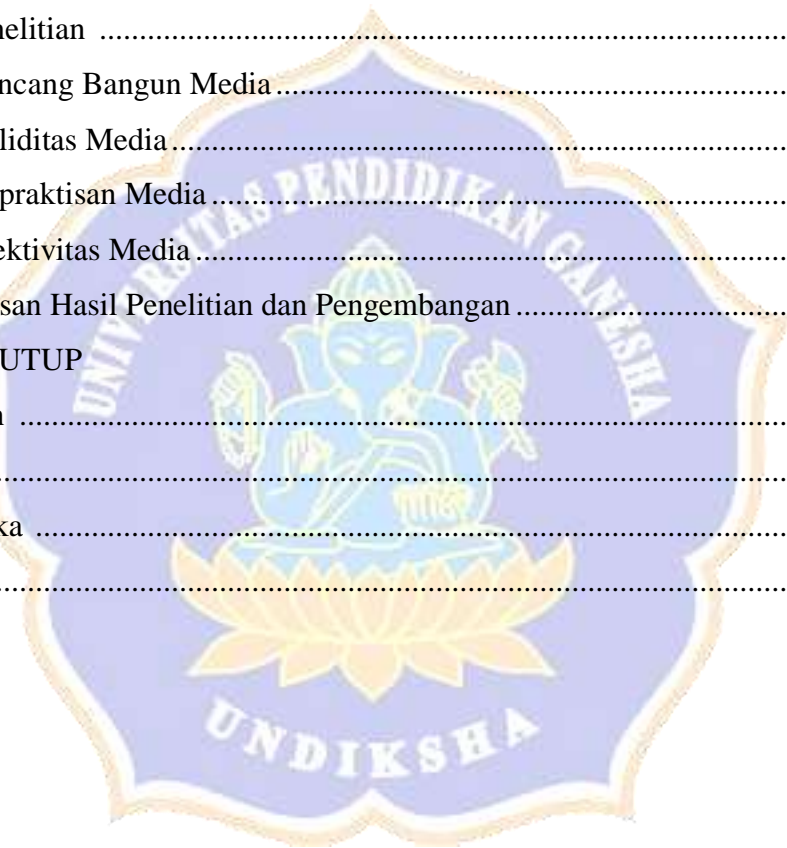 nelitian ........................................................................................
ncang Bangun Media..................................................................
liditas Media................................................................................
praktisan Media...........................................................................
ektivitas Media.............................................................................
san Hasil Penelitian dan Pengembangan....................................
UTUP
n ..................................................................................................
.....................................................................................................
ka ................................................................................................
.....................................................................................................
UNIVERSITAS PENDIDIKAN GANESHA
UNDIKSHA